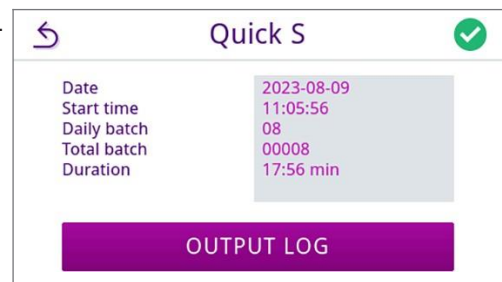 Quick S
Date 2023-08-09
Start time 11:05:56
Daily batch 08
Total batch 00008
Duration 17:56 min
OUTPUT LOG